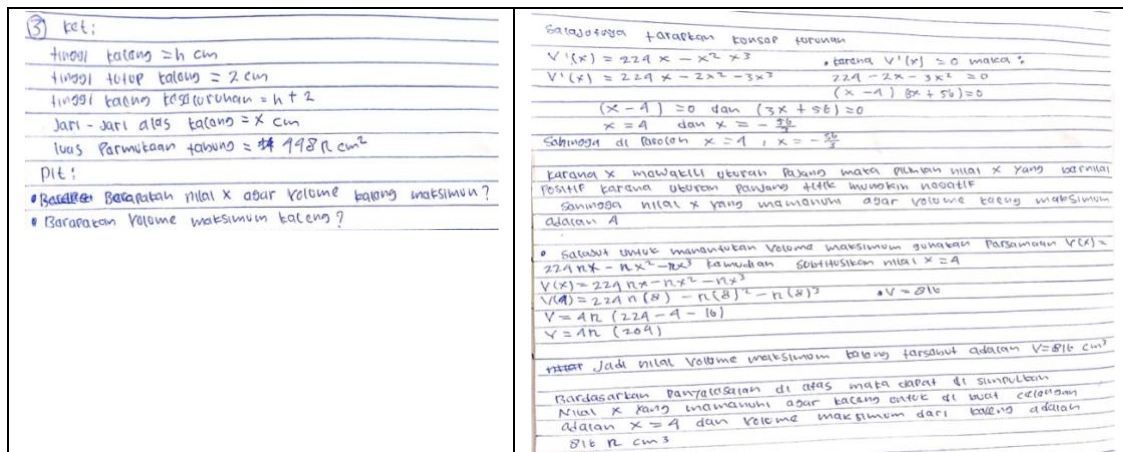 ③ ket:
tinggi kaleng = h cm
tinggi tutup kaleng = 2 cm
tinggi kaleng keseluruhan = h + 2
Jari - Jari alas kaleng = x cm
luas Permukaan tabung = 448π cm²
Dit:
• Berapakah nilai x agar volume kaleng maksimum?
• Berapakah volume maksimum kaleng?
Selanjutnya terapkan konsep turunan
V'(x) = 224 x - x² x³
• karena V'(x) = 0 maka:
V'(x) = 224 x - 2x² - 3x³
224 - 2x - 3x² = 0
(x - 4) (3x + 56) = 0
(x - 4) = 0 dan (3x + 56) = 0
x = 4 dan x = - 56/3
Sehingga di Peroleh x = 4, x = - 56/3
karena x mewakili ukuran Panjang maka pilihan nilai x yang bernilai
Positif karena ukuran panjang tidak mungkin negatif
Sehingga nilai x yang memenuhi agar volume kaleng maksimum
adalah 4
• untuk menentukan volume maksimum gunakan Persamaan V(x) =
224 πx - πx² - πx³ kemudian Subtitusikan nilai x = 4
V(x) = 224 πx - πx² - πx³
V(4) = 224 π (8) - π (8)² - π (8)³
• V = 816
V = 4π (224 - 4 - 16)
V = 4π (204)
Jadi nilai volume maksimum kaleng tersebut adalah V = 816 cm³
Berdasarkan Penyelesaian di atas maka dapat di simpulkan
Nilai x yang memenuhi agar kaleng untuk di buat celengan
adalah x = 4 dan volume maksimum dari kaleng adalah
816 π cm3